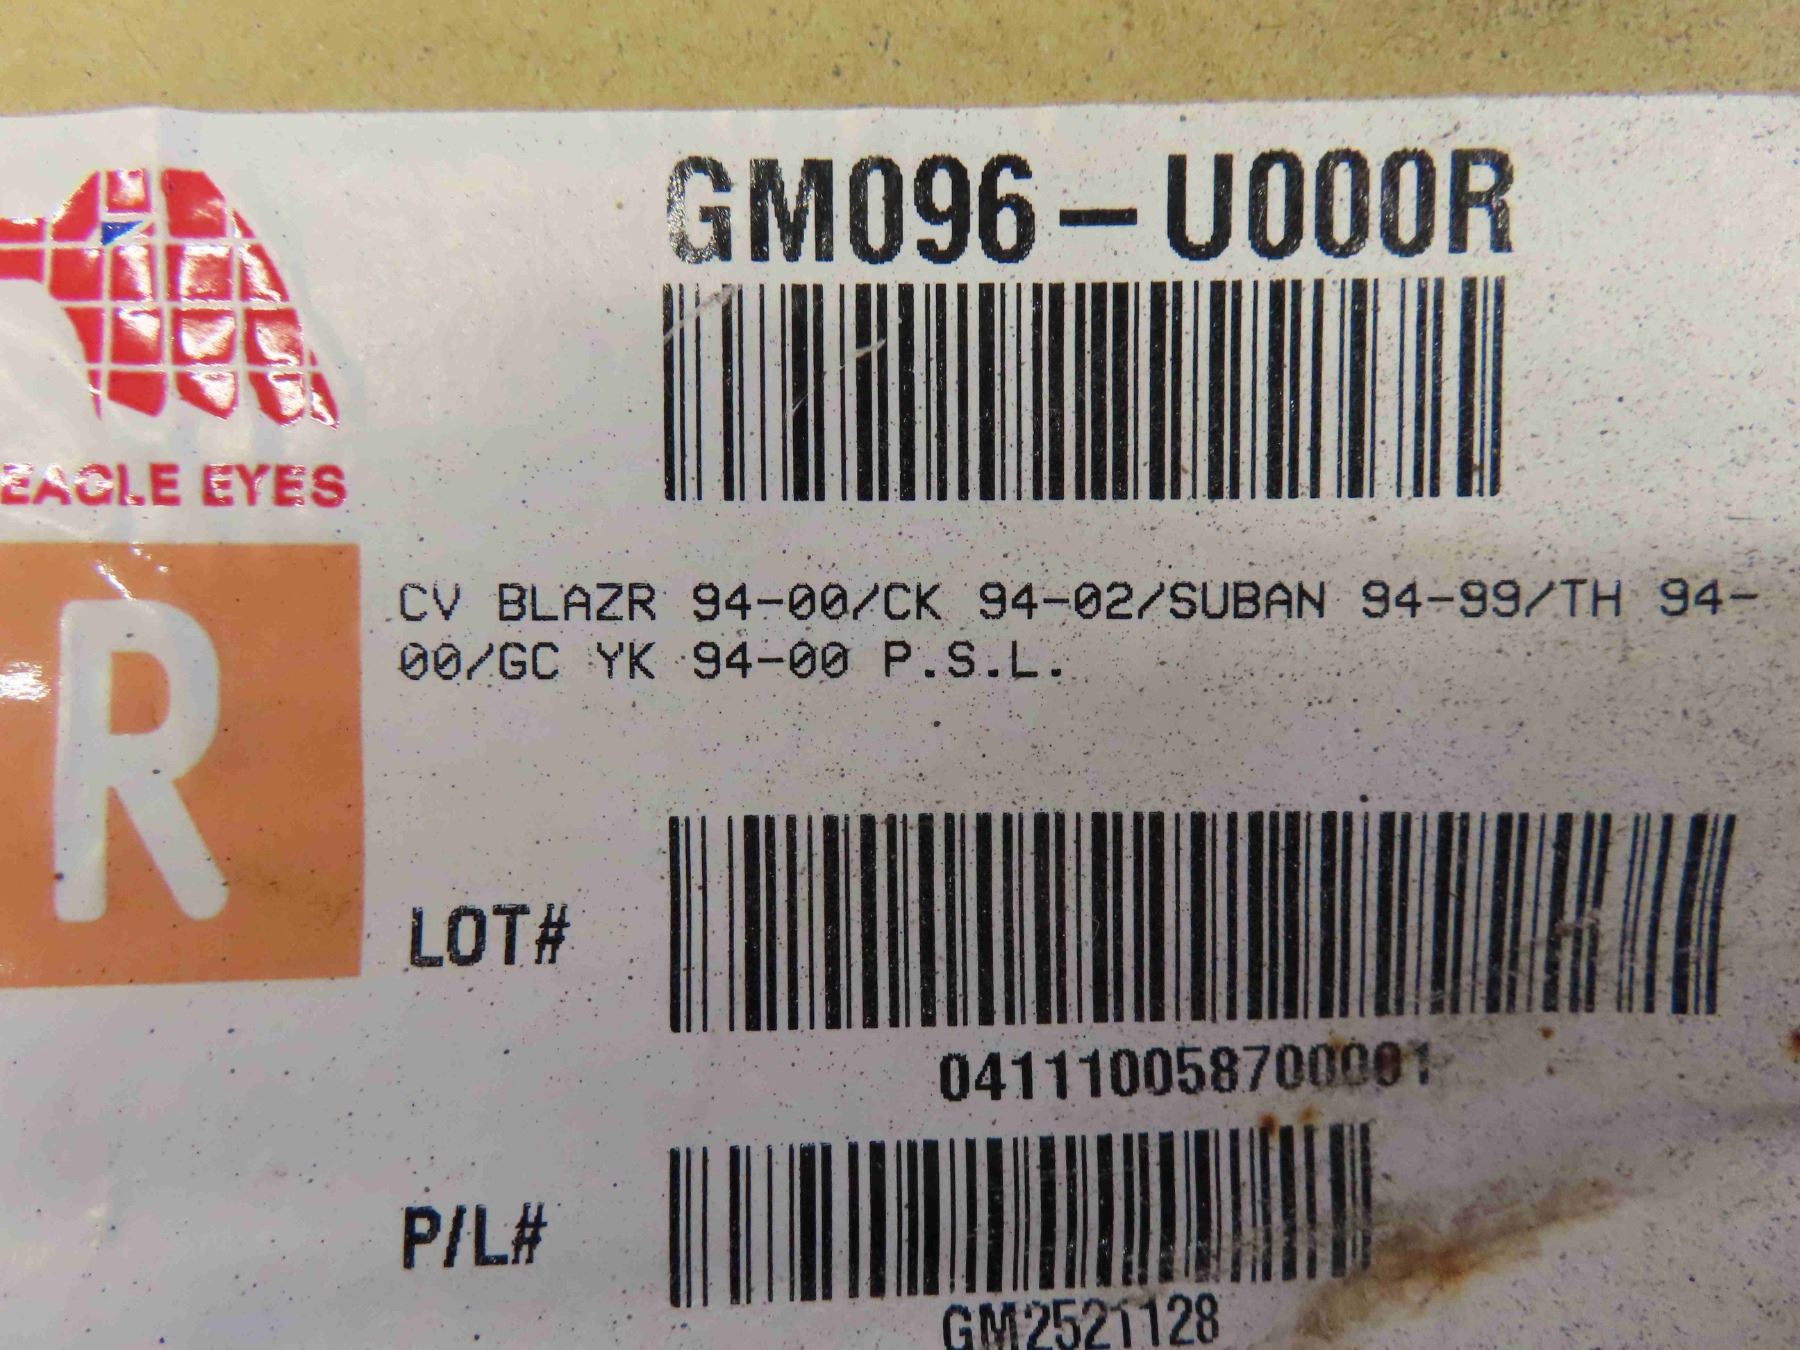 GM096-U000R
EAGLE EYES
R
CV BLAZR 94-00/CK 94-02/SUBAN 94-99/TH 94-
00/GC YK 94-00 P.S.L.
LOT#
041110058700001
P/L#
GM2521128